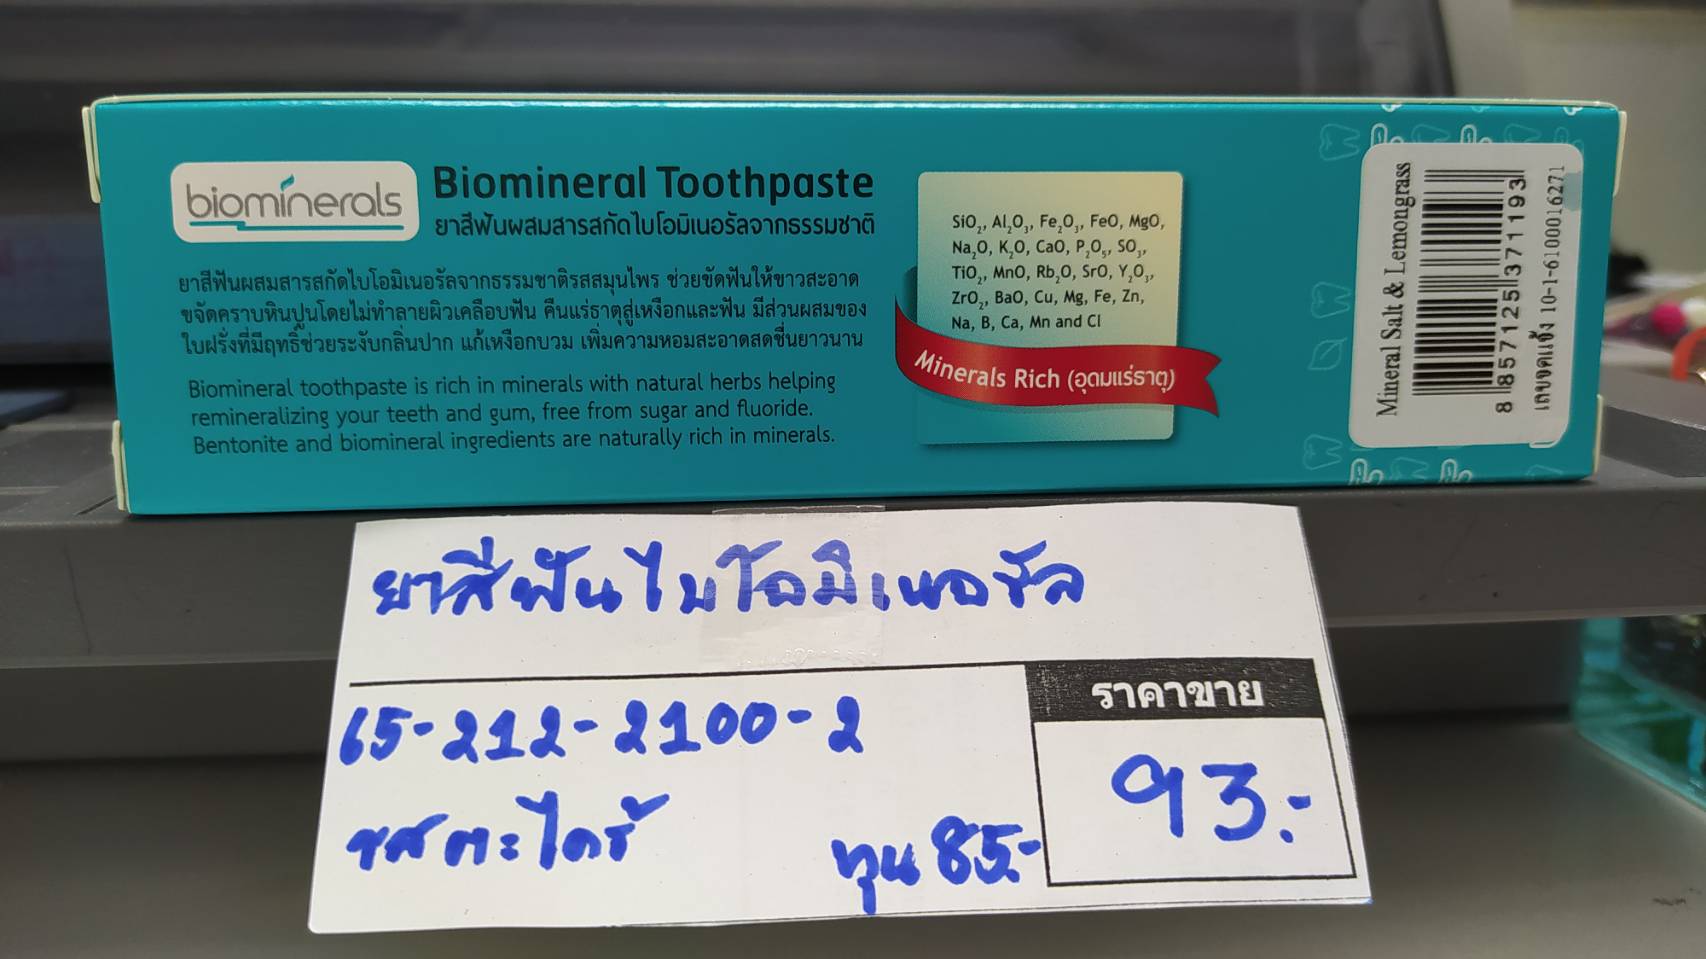 biominerals
Biomineral Toothpaste
ยาสีฟันผสมสารสกัดไบโอมิเนอรัลจากธรรมชาติ
ยาสีฟันผสมสารสกัดไบโอมิเนอรัลจากธรรมชาติรสสมุนไพร ช่วยขัดฟันให้ขาวสะอาด
ขจัดคราบหินปูนโดยไม่ทำลายผิวเคลือบฟัน คืนแร่ธาตุสู่เหงือกและฟัน มีส่วนผสมของ
ใบฝรั่งที่มีฤทธิ์ช่วยระงับกลิ่นปาก แก้เหงือกบวม เพิ่มความหอมสะอาดสดชื่นยาวนาน
Biomineral toothpaste is rich in minerals with natural herbs helping
remineralizing your teeth and gum, free from sugar and fluoride.
Bentonite and biomineral ingredients are naturally rich in minerals.
SiO₂, Al₂O₃, Fe₂O₃, FeO, MgO,
Na₂O, K₂O, CaO, P₂O₅, SO₃,
TiO₂, MnO, Rb₂O, SrO, Y₂O₃,
ZrO₂, BaO, Cu, Mg, Fe, Zn,
Na, B, Ca, Mn and Cl
Minerals Rich (อุดมแร่ธาตุ)
Mineral Salt & Lemongrass
8 857125 371193
เลขจดแจ้ง 10-1-6100016271
ยาสีฟันไบโอมิเนอรัล
65-212-2100-2
รสตะไคร้
ทุน 85.-
ราคาขาย
93.-